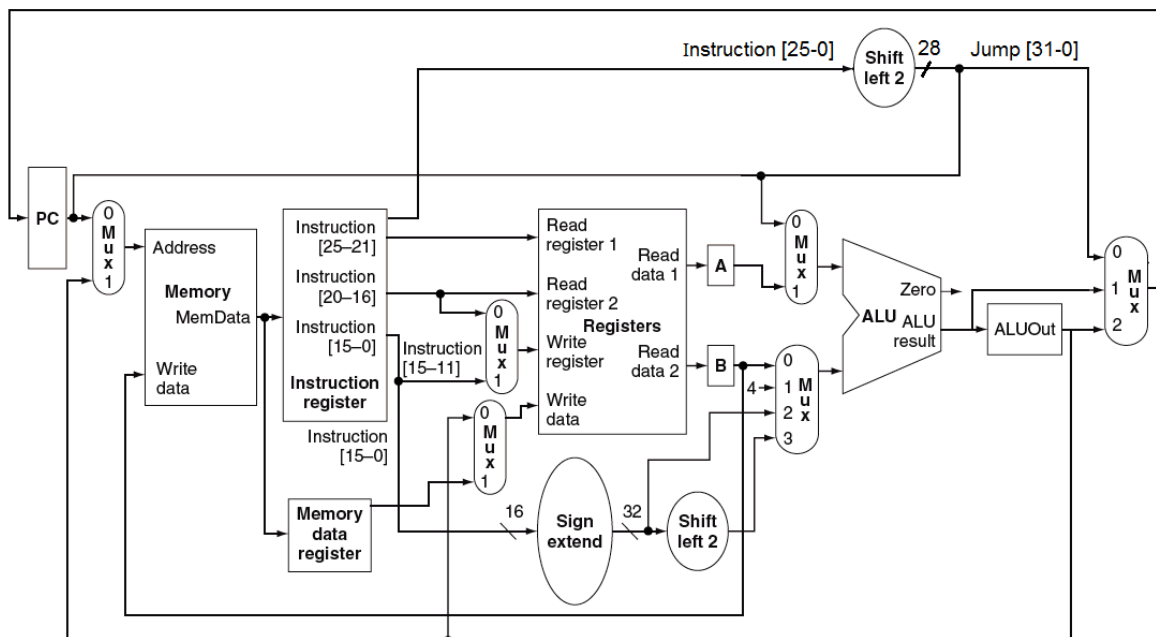 Instruction [25-0]
Shift
left 2
28
Jump [31-0]
PC
0
M
u
x
1
Address
Memory
MemData
Write
data
Instruction
[25–21]
Instruction
[20–16]
Instruction
[15–0]
Instruction
register
Instruction
[15–11]
Instruction
[15–0]
Memory
data
register
0
M
u
x
1
0
M
u
x
1
Read
register 1
Read
register 2
Write
register
Write
data
Registers
Read
data 1
Read
data 2
16
Sign
extend
32
Shift
left 2
A
B
0
M
u
x
1
4
0
1
2
3
M
u
x
Zero
ALU
ALU
result
ALUOut
0
1
2
M
u
x